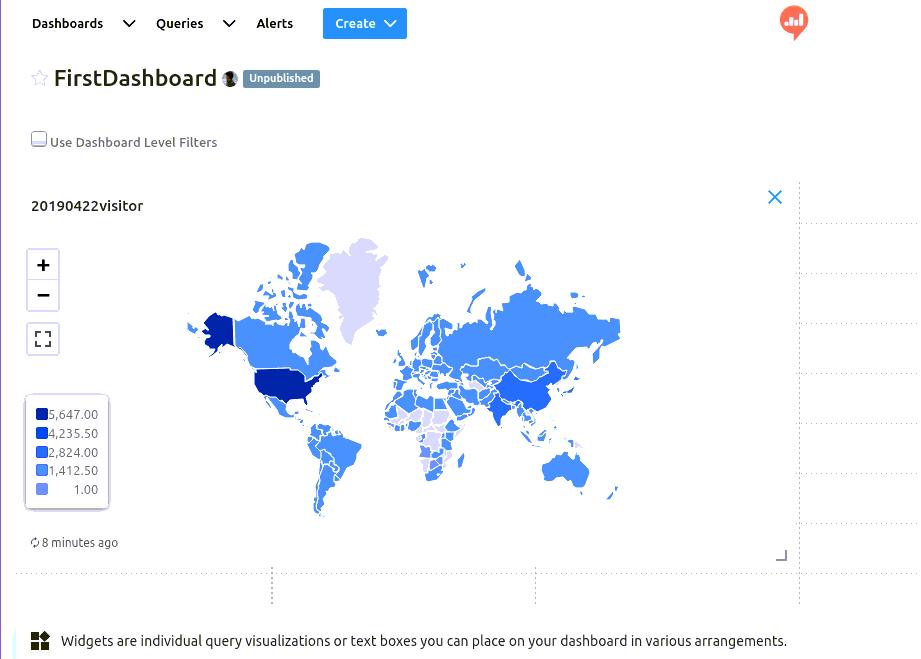 Dashboards Queries Alerts Create
FirstDashboard Unpublished
Use Dashboard Level Filters
20190422visitor
+
−
5,647.00
4,235.50
2,824.00
1,412.50
1.00
8 minutes ago
Widgets are individual query visualizations or text boxes you can place on your dashboard in various arrangements.